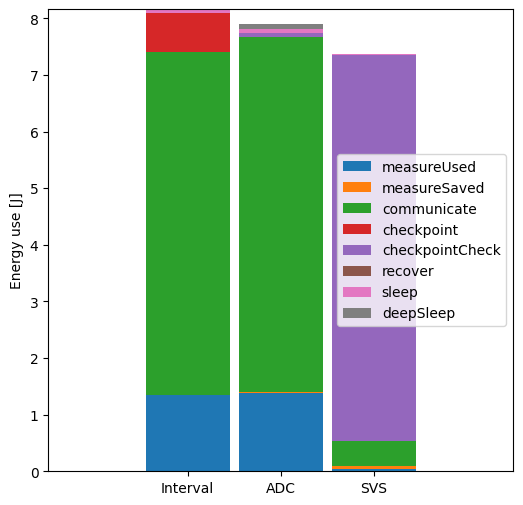 8
7
6
5
4
3
2
1
0
Energy use [J]
measureUsed
measureSaved
communicate
checkpoint
checkpointCheck
recover
sleep
deepSleep
Interval
ADC
SVS